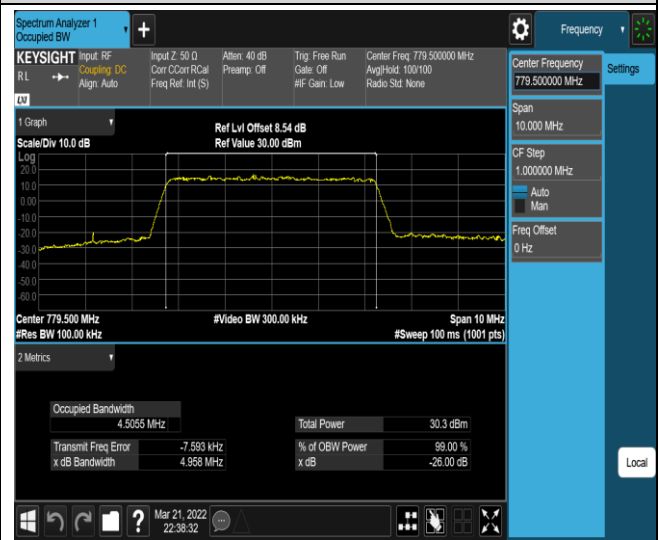 Spectrum Analyzer 1
Occupied BW
+
Frequency
KEYSIGHT Input: RF Input Z: 50 Ω Atten: 40 dB Trig: Free Run Center Freq: 779.500000 MHz
R L Coupling: DC Corr CCorr RCal Preamp: Off Gate: Off Avg|Hold: 100/100
Align: Auto Freq Ref: Int (S) #IF Gain: Low Radio Std: None
LXI
Center Frequency
779.500000 MHz
Settings
Span
10.000 MHz
CF Step
1.000000 MHz
Auto
Man
Freq Offset
0 Hz
1 Graph
Ref Lvl Offset 8.54 dB
Scale/Div 10.0 dB Ref Value 30.00 dBm
Log
20.0
10.0
0.00
-10.0
-20.0
-30.0
-40.0
-50.0
-60.0
Center 779.500 MHz #Video BW 300.00 kHz Span 10 MHz
#Res BW 100.00 kHz #Sweep 100 ms (1001 pts)
2 Metrics
Occupied Bandwidth
4.5055 MHz Total Power 30.3 dBm
Transmit Freq Error -7.593 kHz % of OBW Power 99.00 %
x dB Bandwidth 4.958 MHz x dB -26.00 dB
Local
? Mar 21, 2022
22:38:32